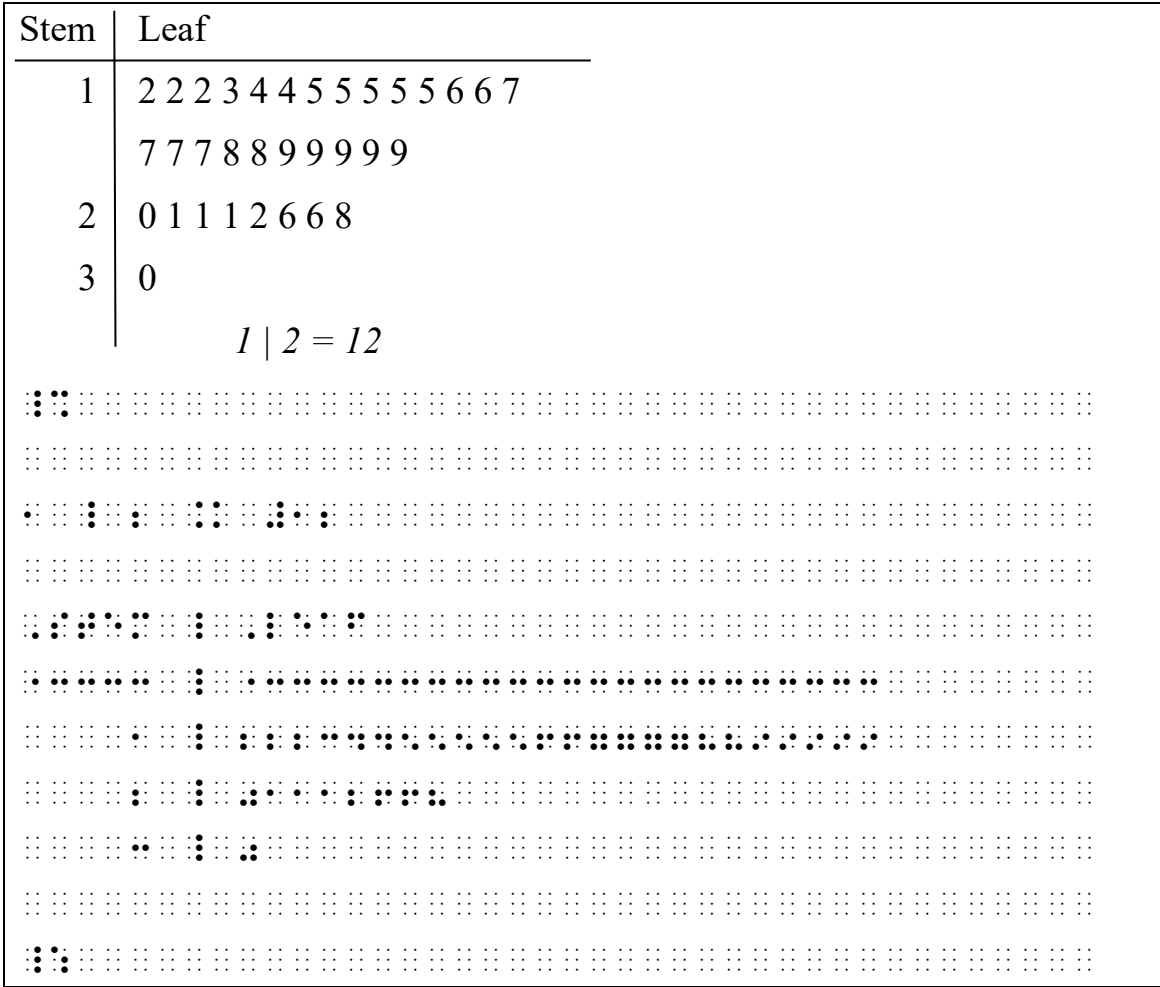 Stem | Leaf
1 | 2 2 2 3 4 4 5 5 5 5 5 6 6 7
7 7 7 8 8 9 9 9 9 9
2 | 0 1 1 1 2 6 6 8
3 | 0
1 | 2 = 12
⠸⠩
⠂⠀⠸⠀⠆⠀⠨⠅⠀⠼⠂⠆
⠠⠎⠞⠑⠍⠀⠸⠀⠠⠇⠑⠁⠋
⠐⠒⠒⠒⠒⠀⠸⠀⠐⠒⠒⠒⠒⠒⠒⠒⠒⠒⠒⠒⠒⠒⠒⠒⠒⠒⠒⠒⠒⠒⠒⠒
⠀⠀⠀⠀⠂⠀⠸⠀⠆⠆⠆⠒⠲⠲⠢⠢⠢⠢⠢⠖⠖⠶⠶⠶⠶⠦⠦⠔⠔⠔⠔⠔
⠀⠀⠀⠀⠆⠀⠸⠀⠴⠂⠂⠂⠆⠖⠖⠦
⠀⠀⠀⠀⠒⠀⠸⠀⠴
⠸⠱